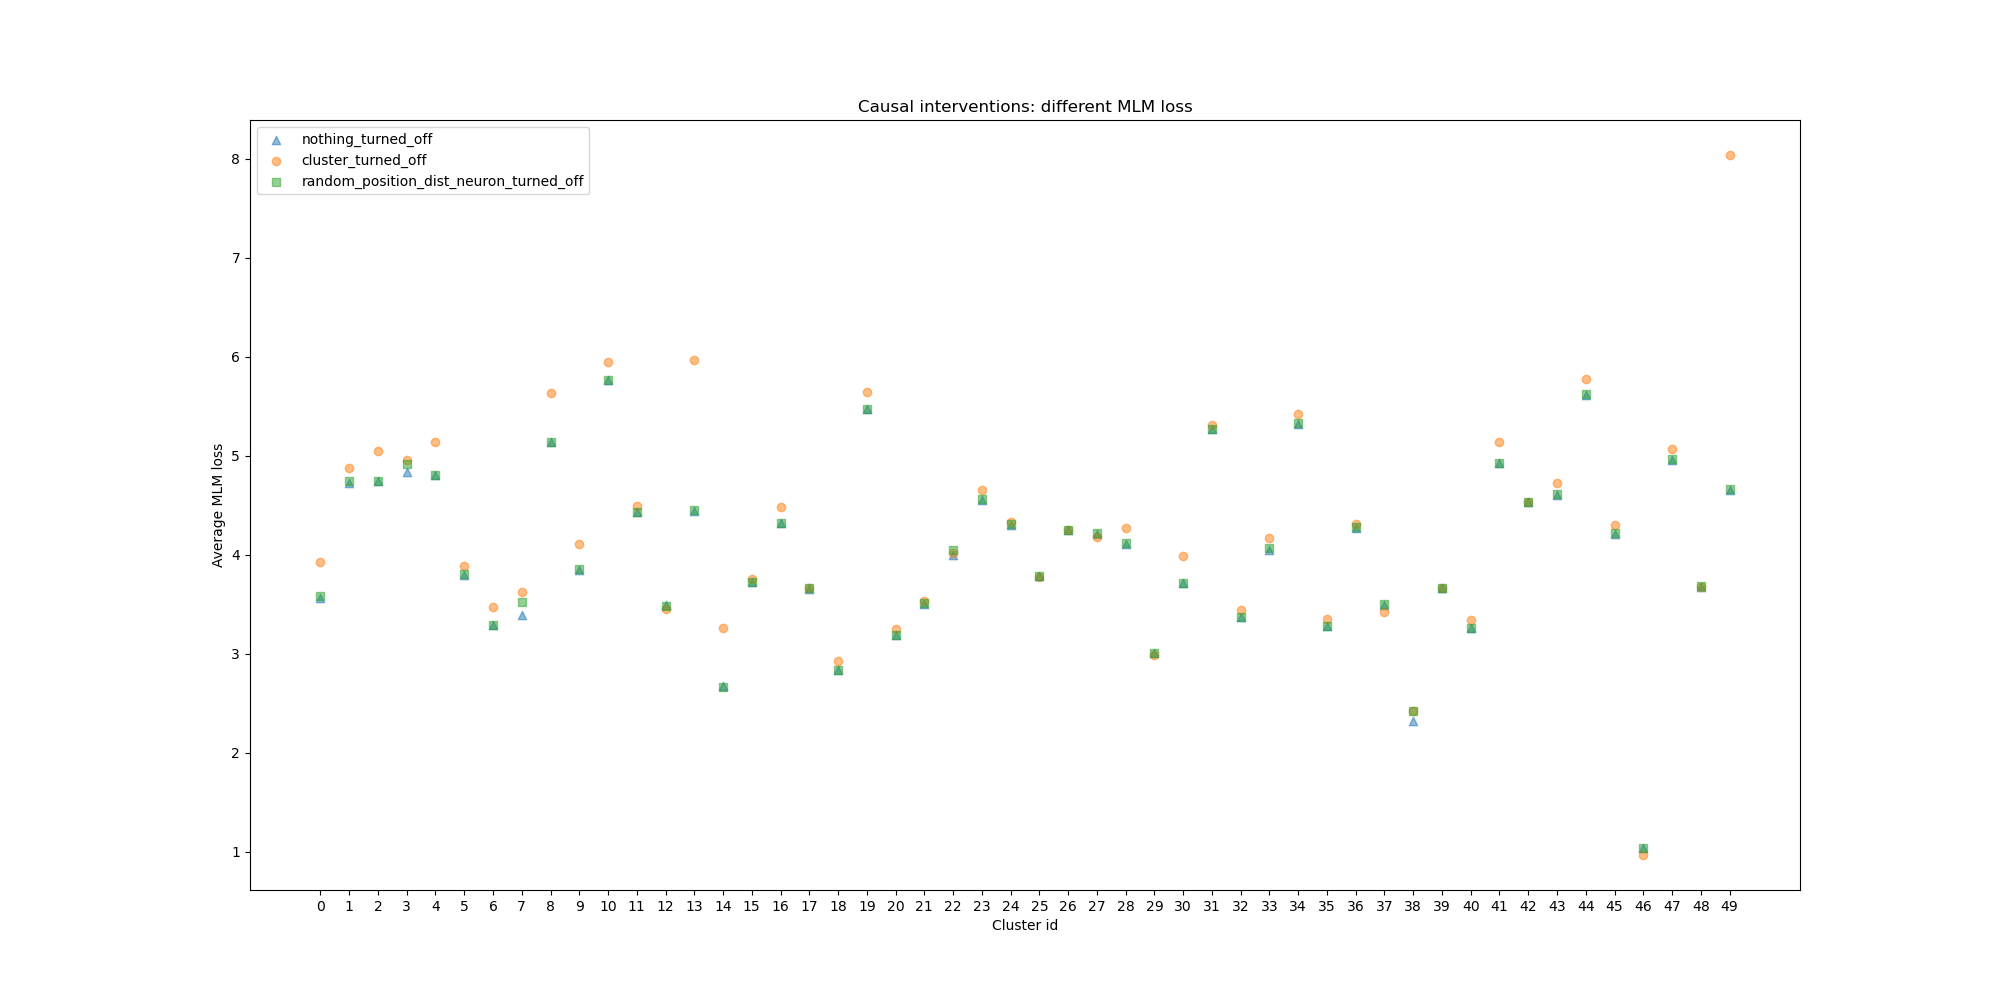 Causal interventions: different MLM loss
nothing_turned_off
cluster_turned_off
random_position_dist_neuron_turned_off
Average MLM loss
8
7
6
5
4
3
2
1
0 1 2 3 4 5 6 7 8 9 10 11 12 13 14 15 16 17 18 19 20 21 22 23 24 25 26 27 28 29 30 31 32 33 34 35 36 37 38 39 40 41 42 43 44 45 46 47 48 49
Cluster id